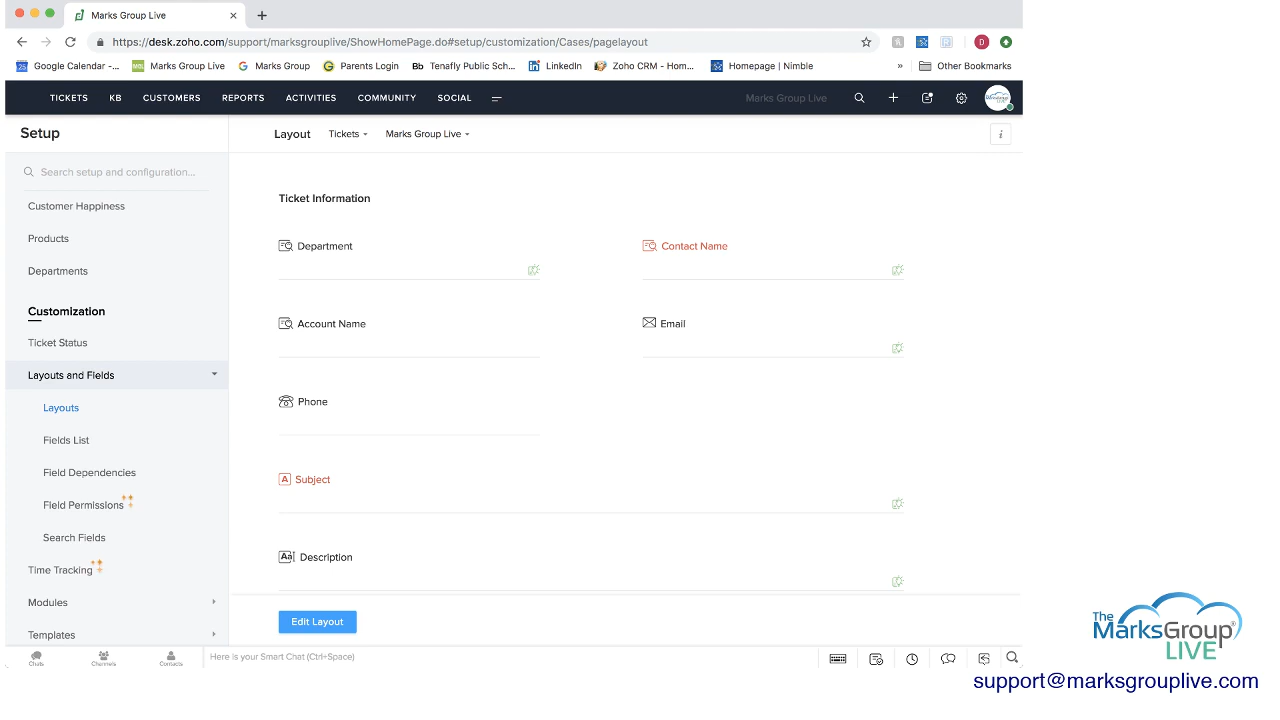 Marks Group Live
https://desk.zoho.com/support/marksgrouplive/ShowHomePage.do#setup/customization/Cases/pagelayout
D
Google Calendar -... Marks Group Live Marks Group Parents Login Bb Tenafly Public Sch... LinkedIn Zoho CRM - Hom... Homepage | Nimble » Other Bookmarks
TICKETS KB CUSTOMERS REPORTS ACTIVITIES COMMUNITY SOCIAL Marks Group Live
Setup
Layout Tickets Marks Group Live
Search setup and configuration...
Customer Happiness
Products
Departments
Customization
Ticket Status
Layouts and Fields
Layouts
Fields List
Field Dependencies
Field Permissions
Search Fields
Time Tracking
Modules
Templates
Ticket Information
Department
Contact Name
Account Name
Email
Phone
A Subject
Aa Description
Edit Layout
Chats Channels Contacts Here is your Smart Chat (Ctrl+Space)
The
MarksGroup®
LIVE
support@marksgrouplive.com